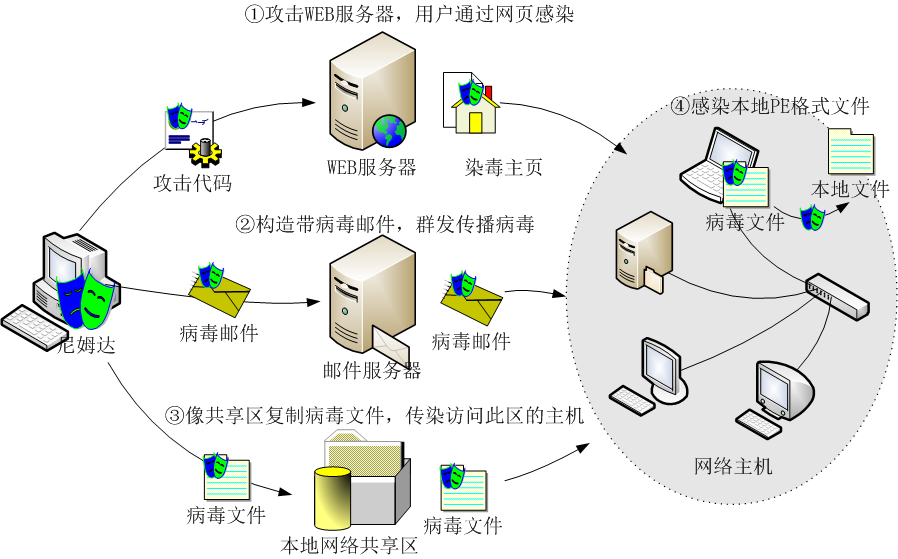 ①攻击WEB服务器，用户通过网页感染
④感染本地PE格式文件
WEB服务器
染毒主页
攻击代码
本地文件
病毒文件
②构造带病毒邮件，群发传播病毒
病毒邮件
病毒邮件
尼姆达
邮件服务器
③像共享区复制病毒文件，传染访问此区的主机
网络主机
病毒文件
病毒文件
本地网络共享区